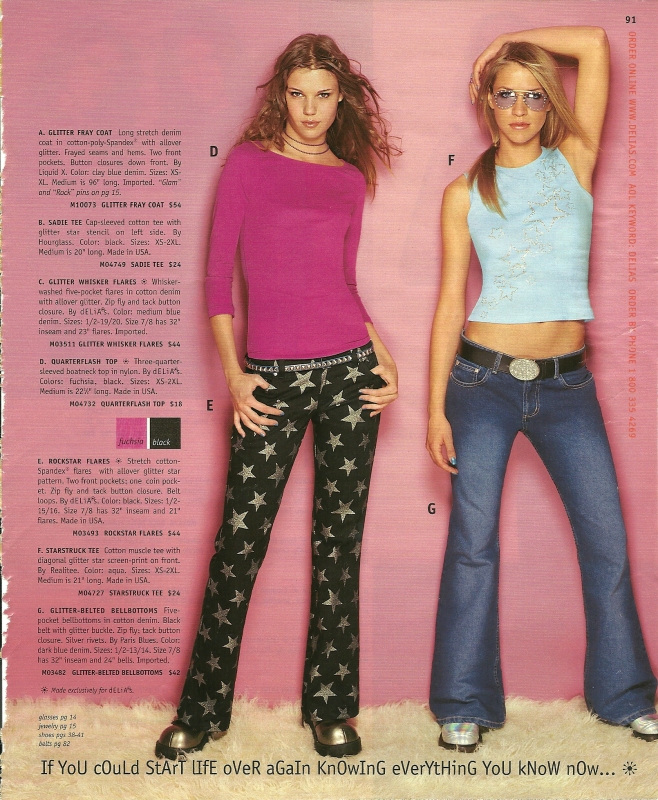 91
ORDER ONLINE WWW.DELIAS.COM AOL KEYWORD: DELIAS ORDER BY PHONE 1 800 335 4269
A. GLITTER FRAY COAT Long stretch denim
coat in cotton-poly-Spandex® with allover
glitter. Frayed seams and hems. Two front
pockets. Button closures down front. By
Liquid X. Color: clay blue denim. Sizes: XS-
XL. Medium is 96" long. Imported. "Glam"
and "Rock" pins on pg 15.
M10073 GLITTER FRAY COAT $54
B. SADIE TEE Cap-sleeved cotton tee with
glitter star stencil on left side. By
Hourglass. Color: black. Sizes: XS-2XL.
Medium is 20" long. Made in USA.
M04749 SADIE TEE $24
C. GLITTER WHISKER FLARES ☀ Whisker-
washed five-pocket flares in cotton denim
with allover glitter. Zip fly and tack button
closure. By dELiA*s. Color: medium blue
denim. Sizes: 1/2-19/20. Size 7/8 has 32"
inseam and 23" flares. Imported.
M03511 GLITTER WHISKER FLARES $44
D. QUARTERFLASH TOP ☀ Three-quarter-
sleeved boatneck top in nylon. By dELiA*s.
Colors: fuchsia, black. Sizes: XS-2XL.
Medium is 22½" long. Made in USA.
M04732 QUARTERFLASH TOP $18
fuchsia black
E. ROCKSTAR FLARES ☀ Stretch cotton-
Spandex® flares with allover glitter star
pattern. Two front pockets; one coin pock-
et. Zip fly and tack button closure. Belt
loops. By dELiA*s. Color: black. Sizes: 1/2-
15/16. Size 7/8 has 32" inseam and 21"
flares. Made in USA.
M03493 ROCKSTAR FLARES $44
F. STARSTRUCK TEE Cotton muscle tee with
diagonal glitter star screen-print on front.
By Realitee. Color: aqua. Sizes: XS-2XL.
Medium is 21" long. Made in USA.
M04727 STARSTRUCK TEE $24
G. GLITTER-BELTED BELLBOTTOMS Five-
pocket bellbottoms in cotton denim. Black
belt with glitter buckle. Zip fly; tack button
closure. Silver rivets. By Paris Blues. Color:
dark blue denim. Sizes: 1/2-13/14. Size 7/8
has 32" inseam and 24" bells. Imported.
M03482 GLITTER-BELTED BELLBOTTOMS $42
☀ Made exclusively for dELiA*s.
glasses pg 14
jewelry pg 15
shoes pgs 38-41
belts pg 82
D
E
F
G
If YoU cOuLd StArT lIfE oVeR aGaIn KnOwInG eVerYtHinG YoU kNoW nOw... ☀